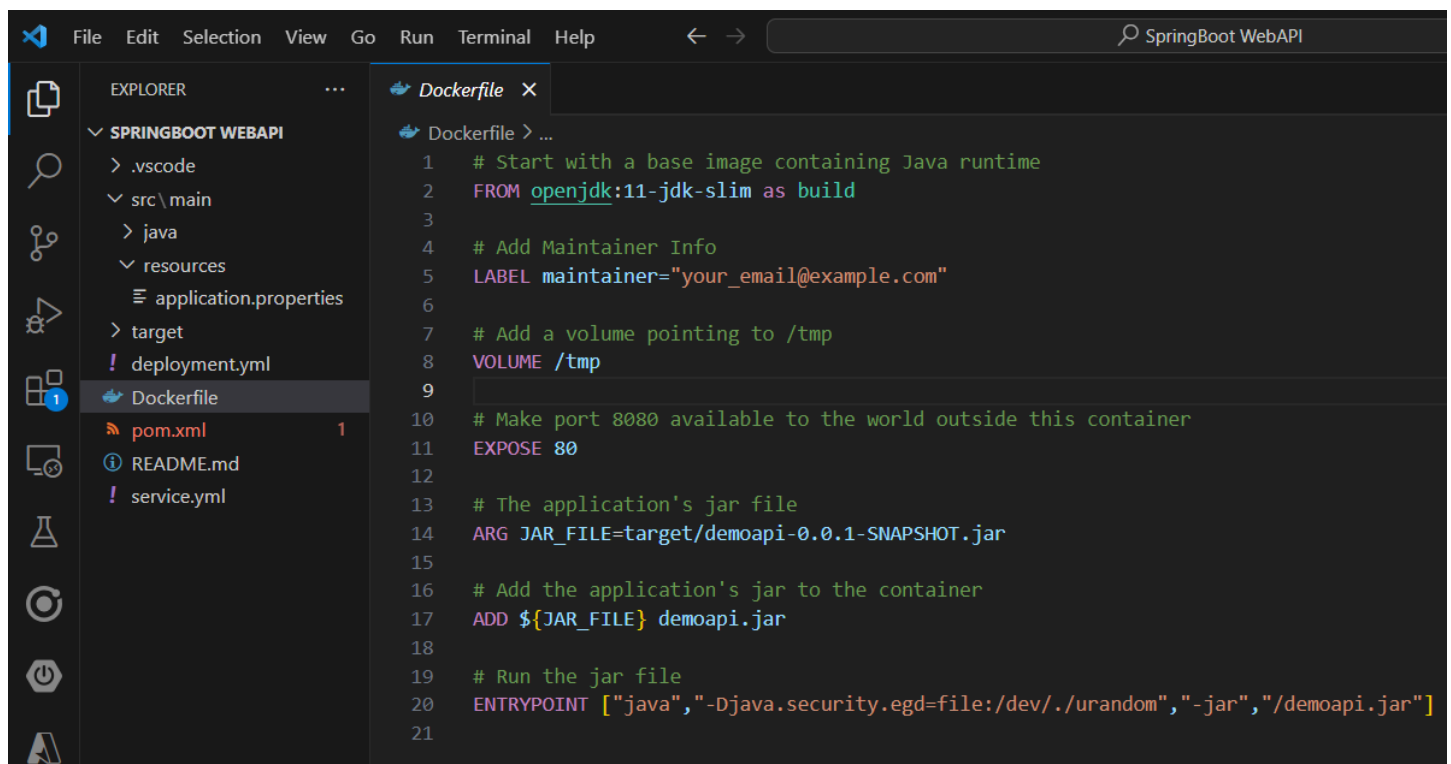 File Edit Selection View Go Run Terminal Help ← → SpringBoot WebAPI
EXPLORER ...
SPRINGBOOT WEBAPI
> .vscode
src\main
> java
resources
application.properties
> target
! deployment.yml
Dockerfile
pom.xml 1
README.md
! service.yml
1
Dockerfile ×
Dockerfile > ...
1 # Start with a base image containing Java runtime
2 FROM openjdk:11-jdk-slim as build
3
4 # Add Maintainer Info
5 LABEL maintainer="your_email@example.com"
6
7 # Add a volume pointing to /tmp
8 VOLUME /tmp
9
10 # Make port 8080 available to the world outside this container
11 EXPOSE 80
12
13 # The application's jar file
14 ARG JAR_FILE=target/demoapi-0.0.1-SNAPSHOT.jar
15
16 # Add the application's jar to the container
17 ADD ${JAR_FILE} demoapi.jar
18
19 # Run the jar file
20 ENTRYPOINT ["java","-Djava.security.egd=file:/dev/./urandom","-jar","/demoapi.jar"]
21